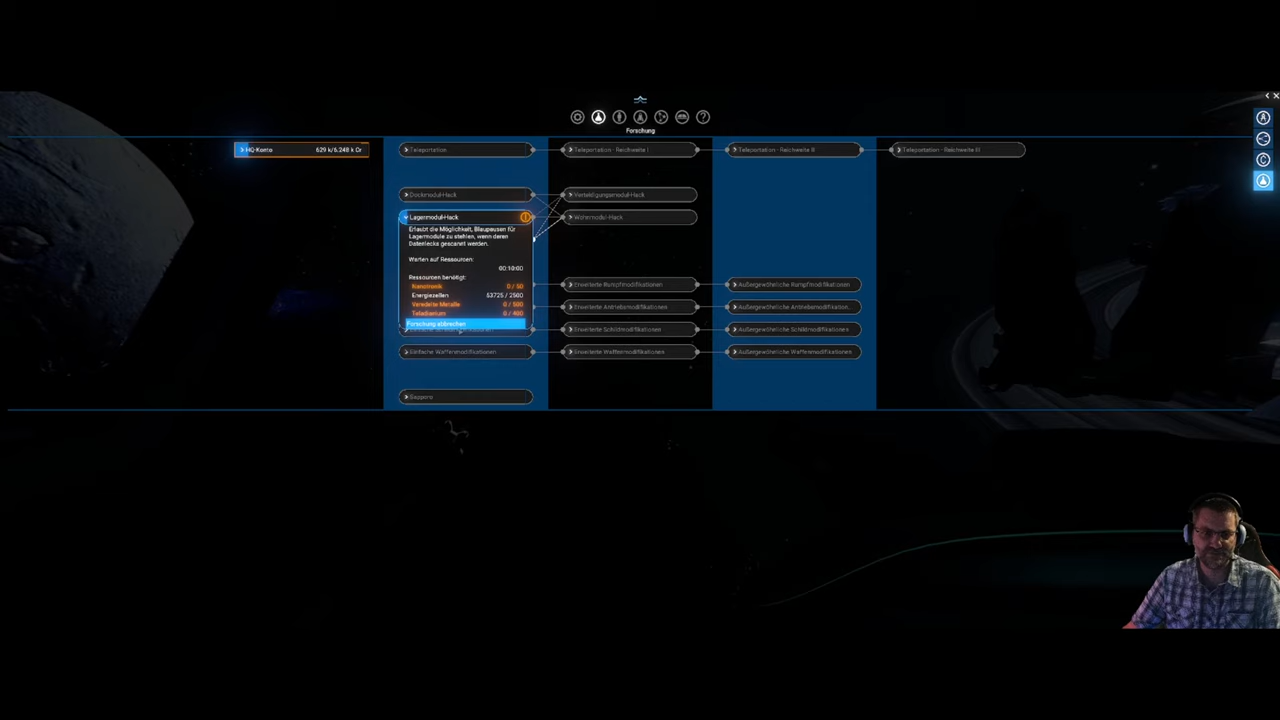 Forschung
HQ-Konto 629 k/6.248 k Cr
Teleportation
Teleportation - Reichweite I
Teleportation - Reichweite II
Teleportation - Reichweite III
Dockmodul-Hack
Verteidigungsmodul-Hack
Lagermodul-Hack
Wohnmodul-Hack
Erlaubt die Möglichkeit, Blaupausen für
Lagermodule zu stehlen, wenn deren
Datenlecks gescannt werden.
Warten auf Ressourcen:
00:10:00
Ressourcen benötigt:
Nanotronik 0 / 50
Energiezellen 53725 / 2500
Veredelte Metalle 0 / 500
Teladianium 0 / 400
Forschung abbrechen
Erweiterte Rumpfmodifikationen
Außergewöhnliche Rumpfmodifikationen
Erweiterte Antriebsmodifikationen
Außergewöhnliche Antriebsmodifikation...
Erweiterte Schildmodifikationen
Außergewöhnliche Schildmodifikationen
Einfache Waffenmodifikationen
Erweiterte Waffenmodifikationen
Außergewöhnliche Waffenmodifikationen